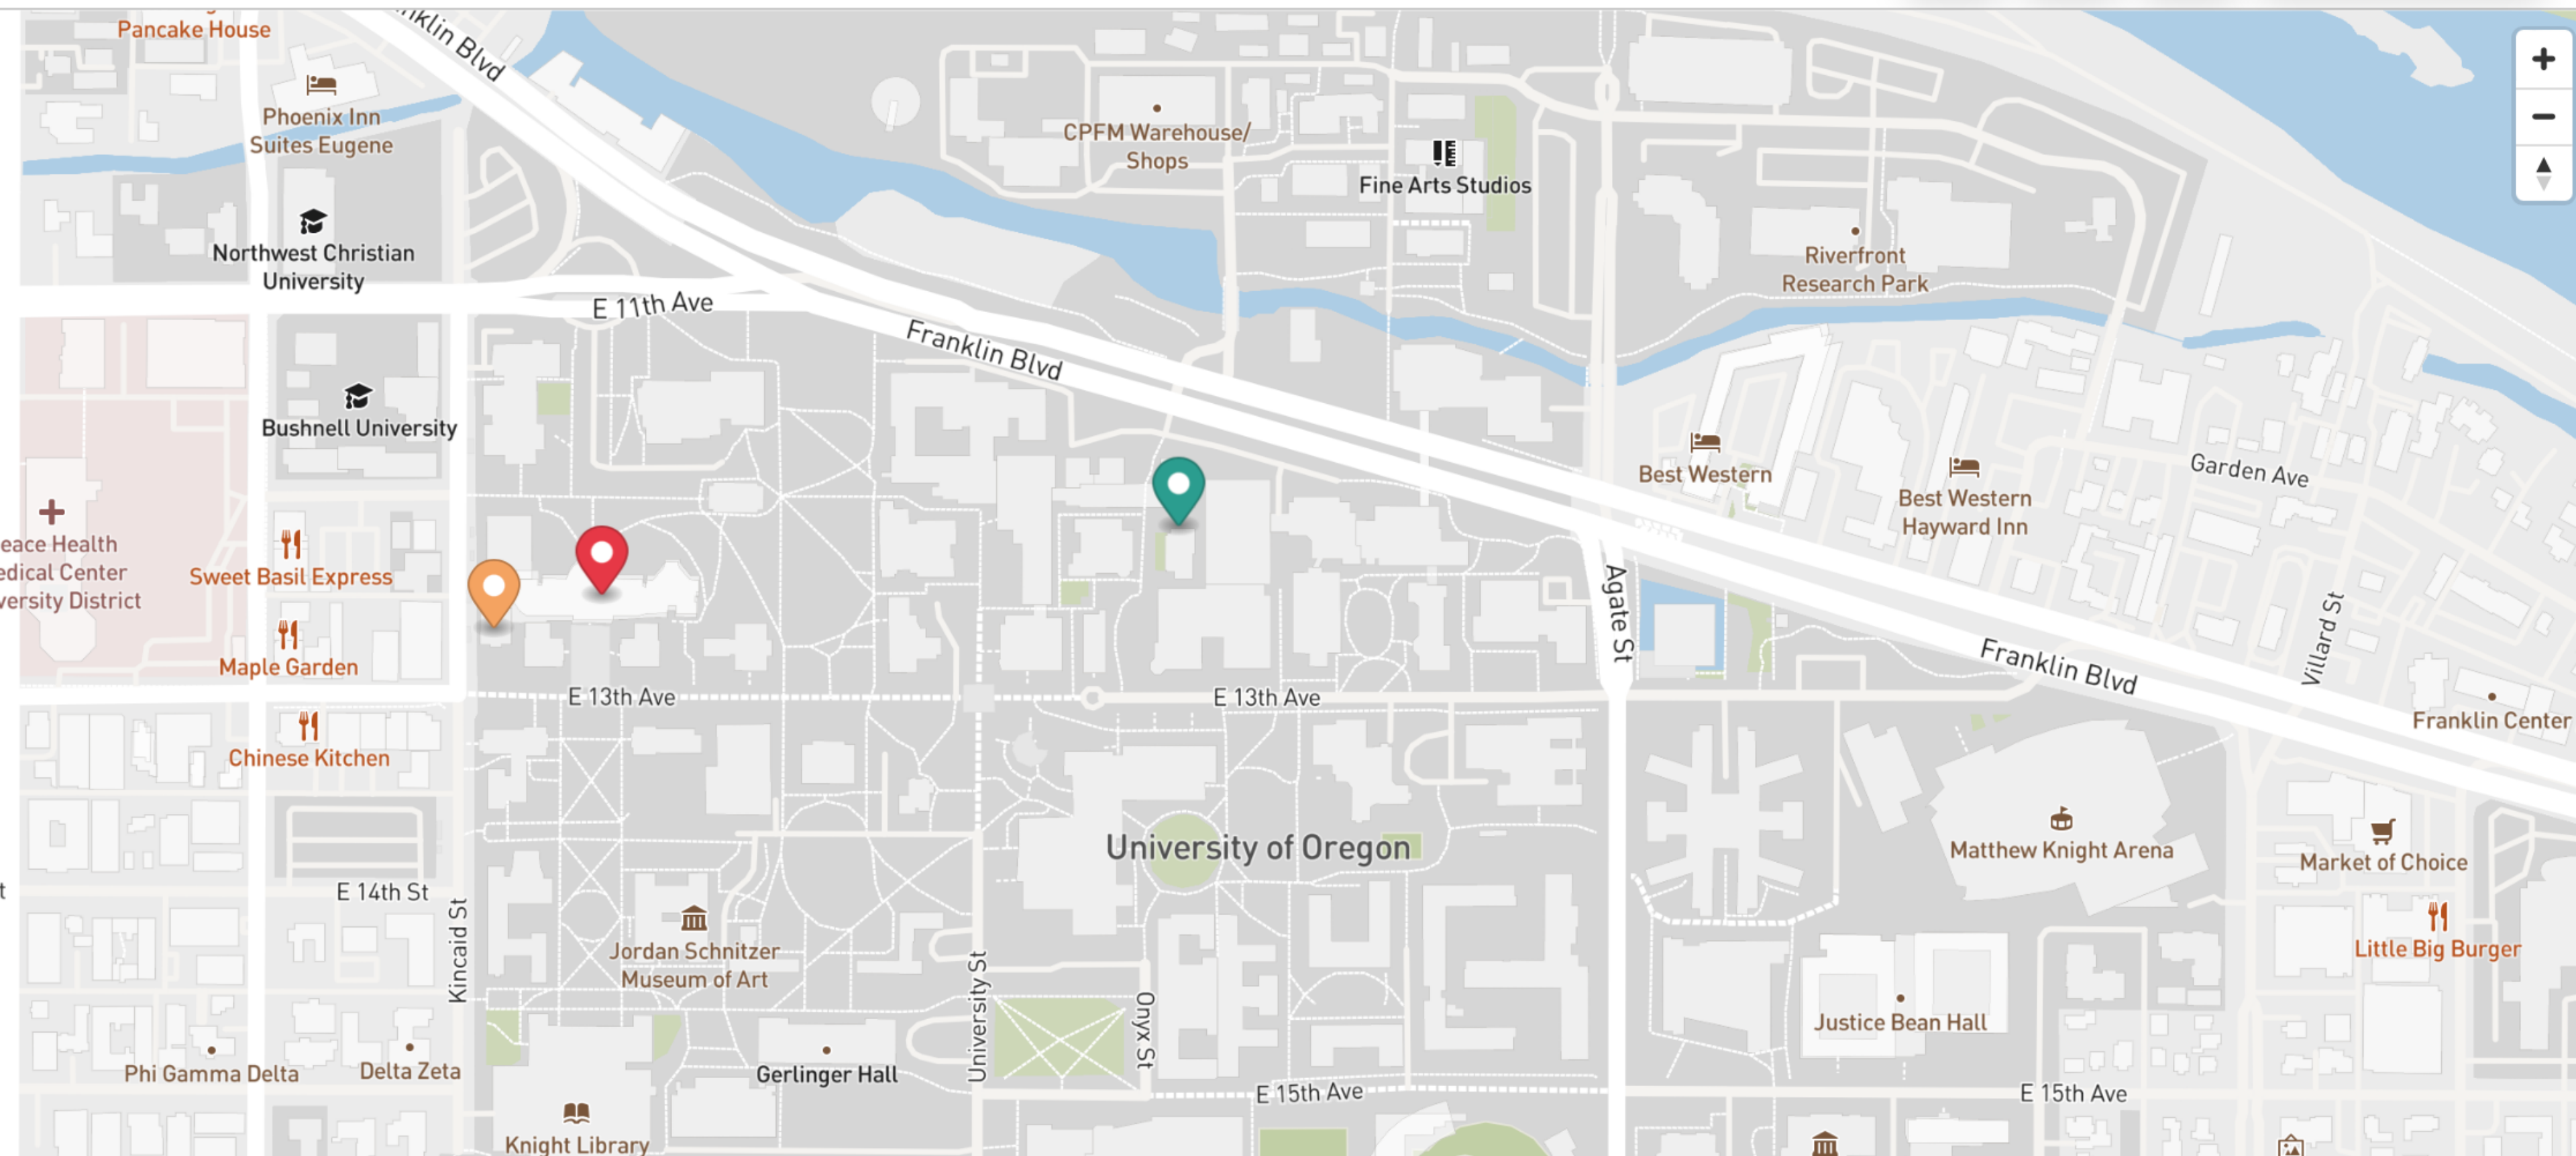 Pancake House
nklin Blvd
Phoenix Inn
Suites Eugene
CPFM Warehouse/
Shops
Fine Arts Studios
Northwest Christian
University
Riverfront
Research Park
E 11th Ave
Franklin Blvd
Bushnell University
Best Western
Garden Ave
Best Western
Hayward Inn
eace Health
edical Center
versity District
Sweet Basil Express
Agate St
Villard St
Maple Garden
Franklin Blvd
E 13th Ave
E 13th Ave
Franklin Center
Chinese Kitchen
University of Oregon
Matthew Knight Arena
Market of Choice
t
E 14th St
Kincaid St
Jordan Schnitzer
Museum of Art
University St
Onyx St
Little Big Burger
Justice Bean Hall
Phi Gamma Delta
Delta Zeta
Gerlinger Hall
E 15th Ave
E 15th Ave
Knight Library